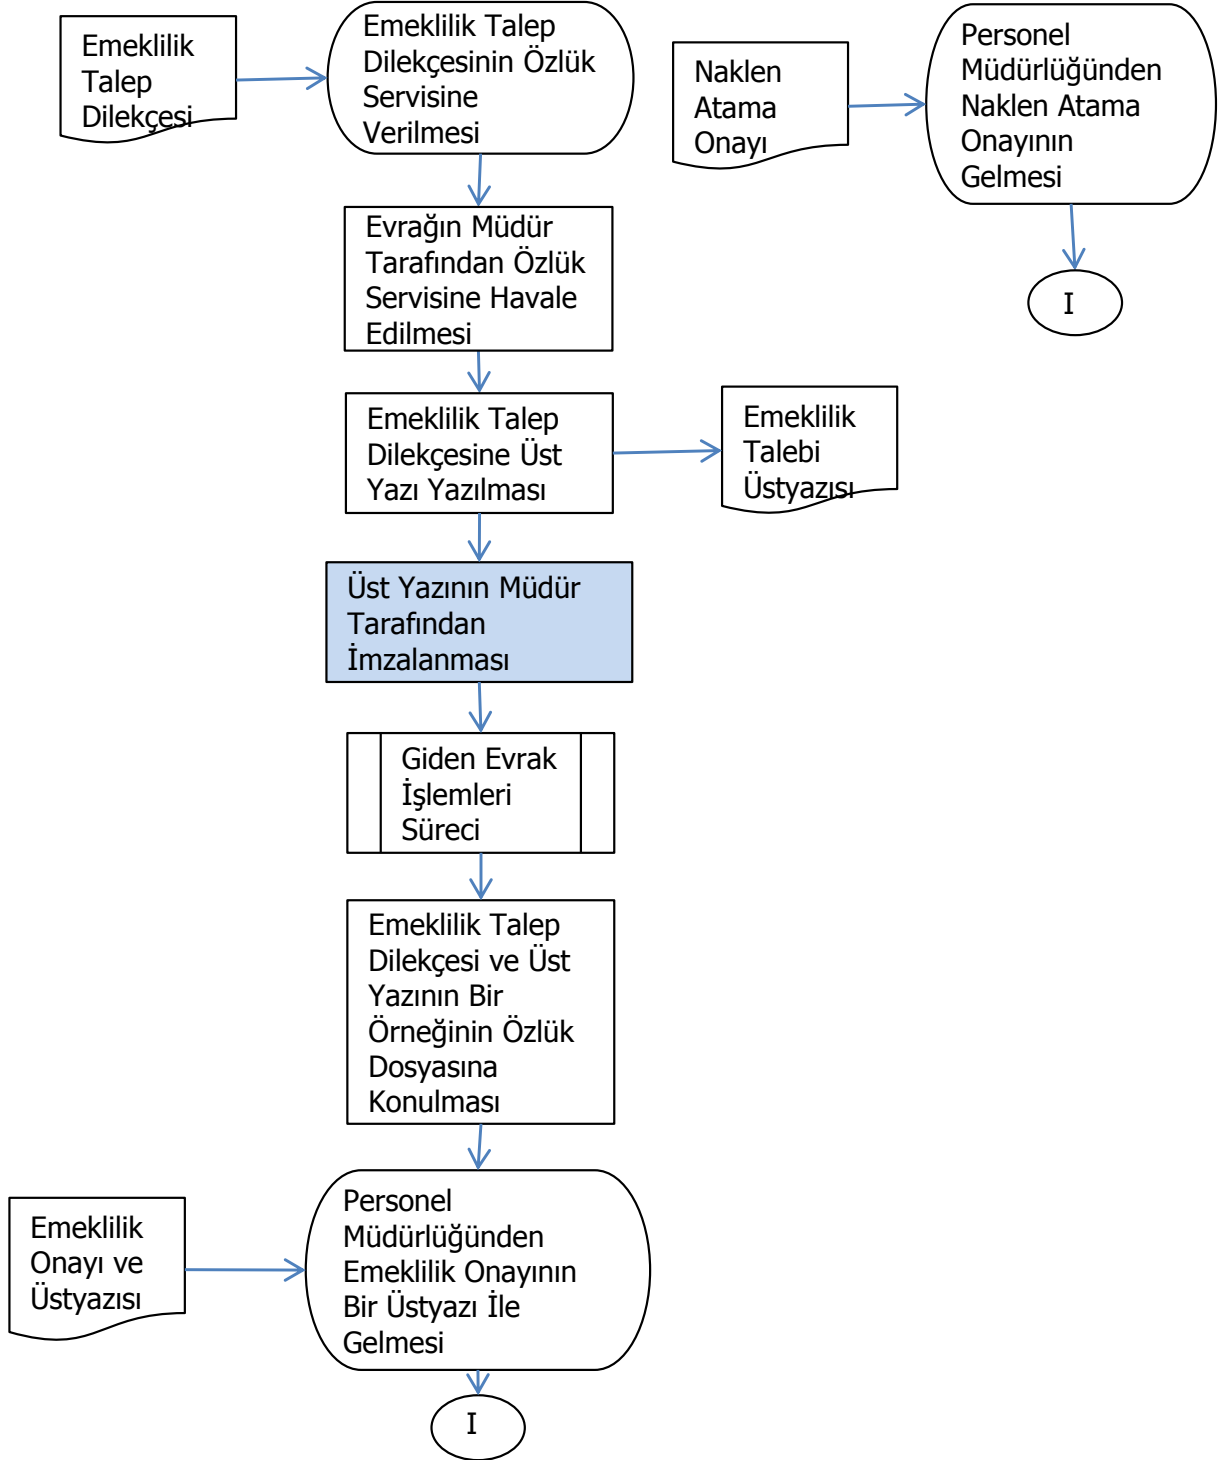 Emeklilik
Talep
Dilekçesi
Emeklilik Talep
Dilekçesinin Özlük
Servisine
Verilmesi
Naklen
Atama
Onayı
Personel
Müdürlüğünden
Naklen Atama
Onayının
Gelmesi
I
Evrağın Müdür
Tarafından Özlük
Servisine Havale
Edilmesi
Emeklilik Talep
Dilekçesine Üst
Yazı Yazılması
Emeklilik
Talebi
Üstyazısı
Üst Yazının Müdür
Tarafından
İmzalanması
Giden Evrak
İşlemleri
Süreci
Emeklilik Talep
Dilekçesi ve Üst
Yazının Bir
Örneğinin Özlük
Dosyasına
Konulması
Emeklilik
Onayı ve
Üstyazısı
Personel
Müdürlüğünden
Emeklilik Onayının
Bir Üstyazı İle
Gelmesi
I